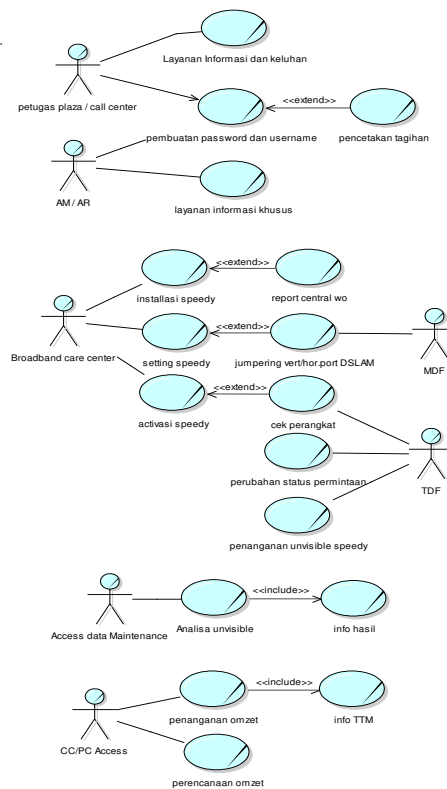 Layanan Informasi dan keluhan
petugas plaza / call center
<<extend>>
pembuatan password dan username
pencetakan tagihan
AM / AR
layanan informasi khusus
<<extend>>
installasi speedy
report central wo
<<extend>>
Broadband care center
setting speedy
jumpering vert/hor.port DSLAM
MDF
<<extend>>
activasi speedy
cek perangkat
perubahan status permintaan
TDF
penanganan unvisible speedy
<<include>>
Access data Maintenance
Analisa unvisible
info hasil
<<include>>
penanganan omzet
info TTM
CC/PC Access
perencanaan omzet